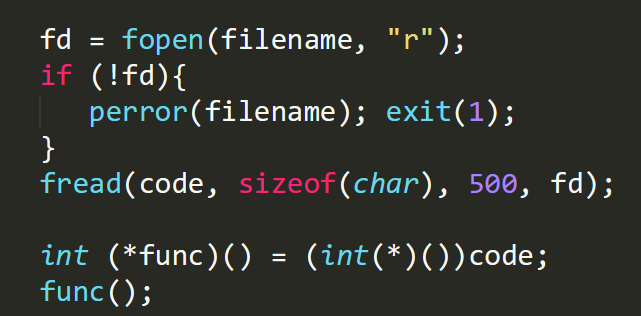 fd = fopen(filename, "r");
if (!fd){
   perror(filename); exit(1);
}
fread(code, sizeof(char), 500, fd);
int (*func)() = (int(*)())code;
func();